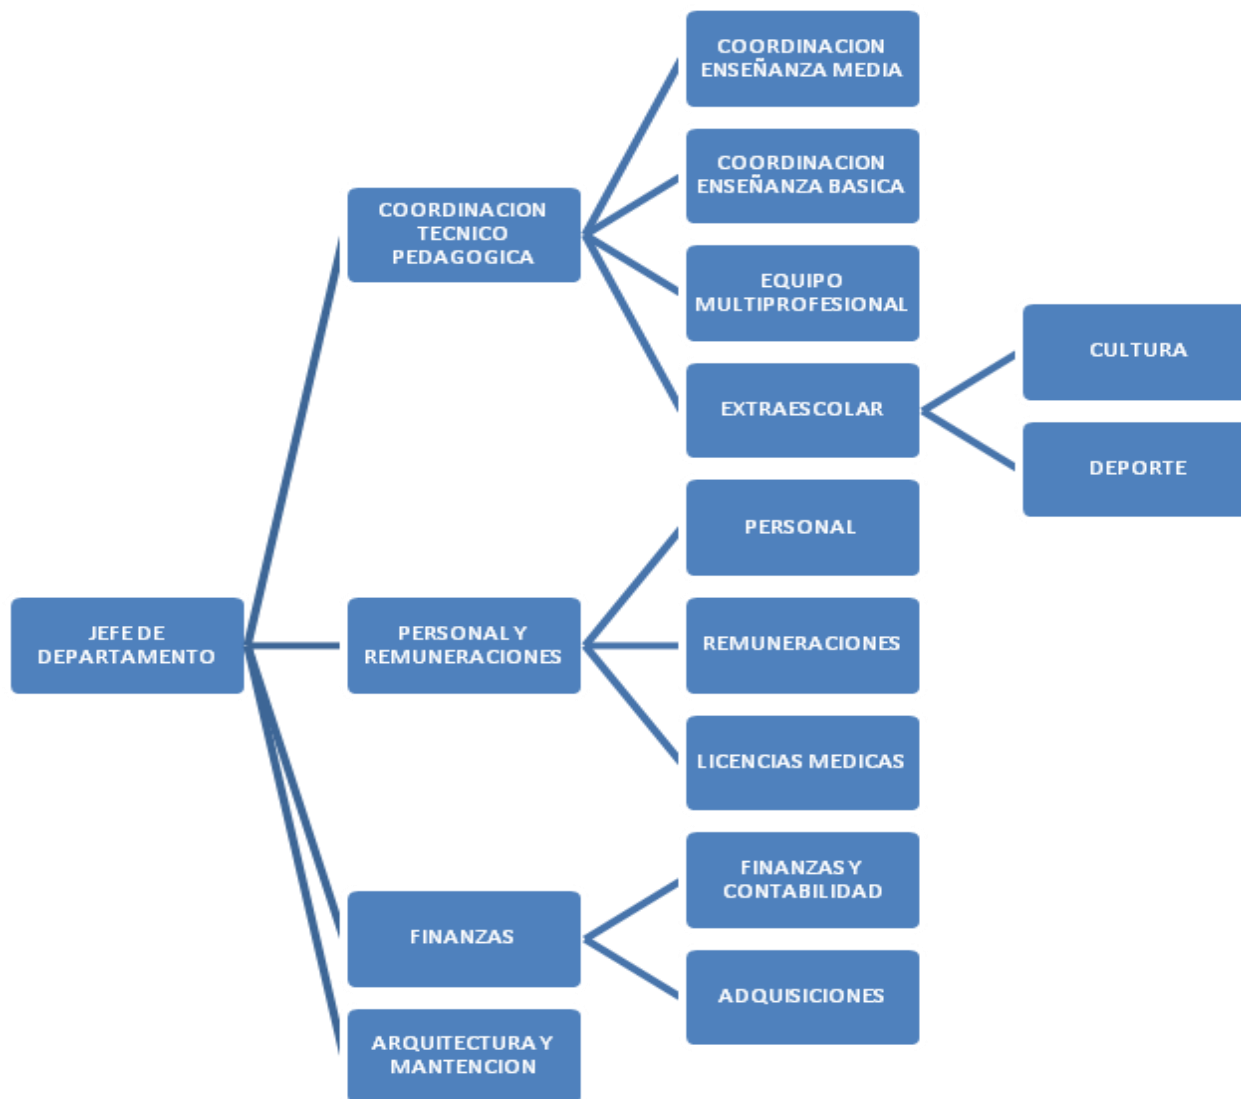 COORDINACION
ENSEÑANZA MEDIA
COORDINACION
ENSEÑANZA BASICA
COORDINACION
TECNICO
PEDAGOGICA
EQUIPO
MULTIPROFESIONAL
CULTURA
EXTRAESCOLAR
DEPORTE
PERSONAL
JEFE DE
DEPARTAMENTO
PERSONAL Y
REMUNERACIONES
REMUNERACIONES
LICENCIAS MEDICAS
FINANZAS Y
CONTABILIDAD
FINANZAS
ADQUISICIONES
ARQUITECTURA Y
MANTENCION